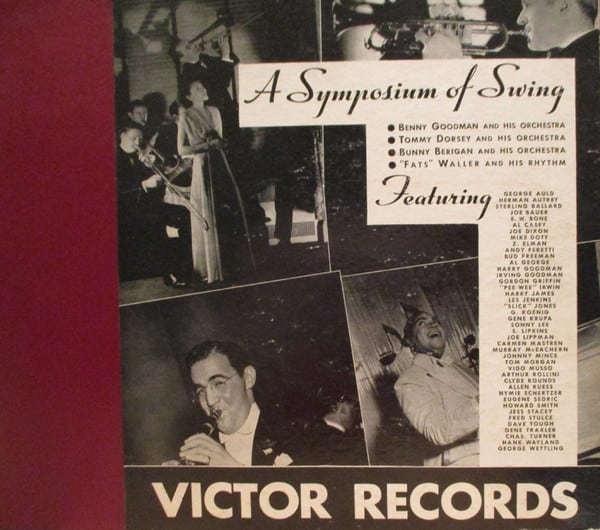 A Symposium of Swing
● BENNY GOODMAN AND HIS ORCHESTRA
● TOMMY DORSEY AND HIS ORCHESTRA
● BUNNY BERIGAN AND HIS ORCHESTRA
● "FATS" WALLER AND HIS RHYTHM
Featuring
GEORGE AULD
HERMAN AUTREY
STERLING BALLARD
JOE BAUER
E. W. BONE
AL CASEY
JOE DIXON
MIKE DOTY
Z. ELMAN
ANDY FERETTI
BUD FREEMAN
AL GEORGE
HARRY GOODMAN
IRVING GOODMAN
GORDON GRIFFIN
"PEE WEE" IRWIN
HARRY JAMES
LES JENKINS
"SLICK" JONES
G. KOENIG
GENE KRUPA
SONNY LEE
S. LIPKINS
JOE LIPPMAN
CARMEN MASTREN
MURRAY McEACHERN
JOHNNY MINCE
TOM MORGAN
VIDO MUSSO
ARTHUR ROLLINI
CLYDE ROUNDS
ALLEN RUESS
HYMIE SCHERTZER
EUGENE SEDRIC
HOWARD SMITH
JESS STACEY
FRED STULCE
DAVE TOUGH
GENE TRAXLER
CHAS. TURNER
HANK WAYLAND
GEORGE WETTLING
VICTOR RECORDS